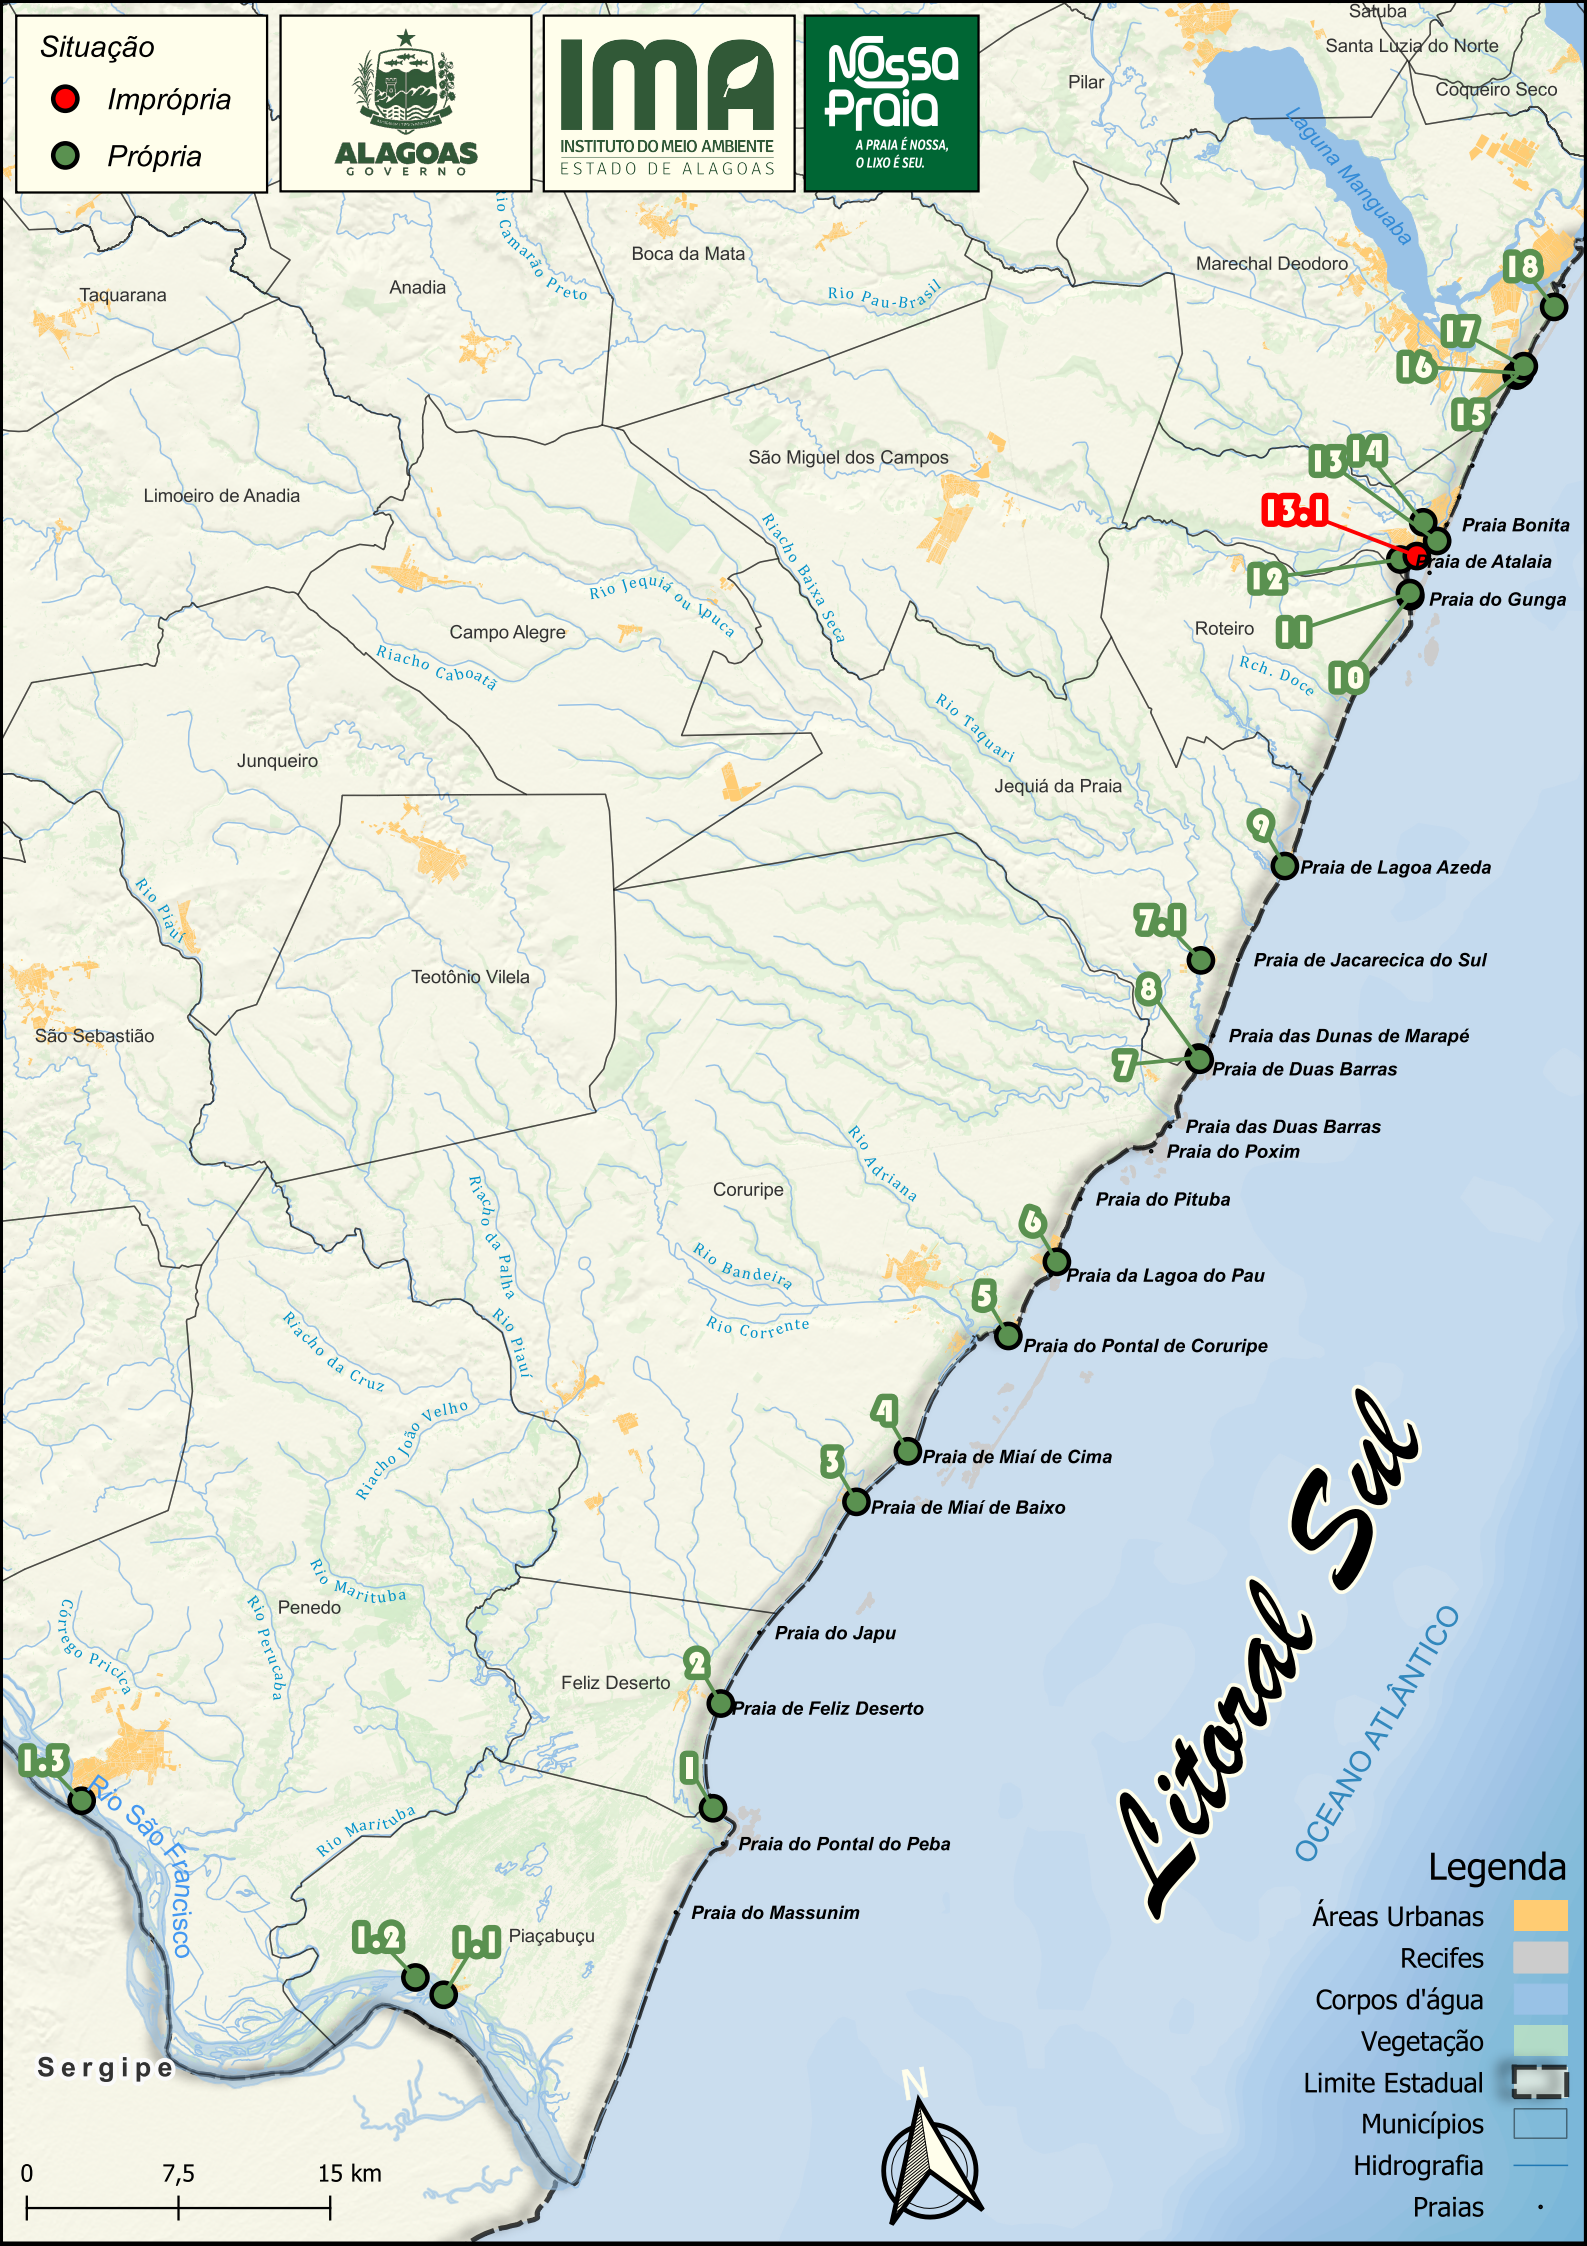 Situação
Imprópria
Própria
ALAGOAS
GOVERNO
IMA
INSTITUTO DO MEIO AMBIENTE
ESTADO DE ALAGOAS
Nossa
Praia
A PRAIA É NOSSA,
O LIXO É SEU.
Satuba
Santa Luzia do Norte
Pilar
Coqueiro Seco
Laguna Manguaba
Rio Camarão Preto
Boca da Mata
Marechal Deodoro
18
Anadia
Taquarana
Rio Pau-Brasil
17
16
15
São Miguel dos Campos
14
13
Limoeiro de Anadia
13.1
Praia Bonita
Riacho Baixa Seca
Praia de Atalaia
12
Rio Jequiá ou Ipuca
Praia do Gunga
Campo Alegre
Roteiro
11
Riacho Caboatã
Rch. Doce
10
Rio Taquari
Junqueiro
Jequiá da Praia
9
Praia de Lagoa Azeda
Rio Piauí
7.1
Praia de Jacarecica do Sul
Teotônio Vilela
8
São Sebastião
Praia das Dunas de Marapé
7
Praia de Duas Barras
Praia das Duas Barras
Praia do Poxim
Rio Adriana
Coruripe
Praia do Pituba
Riacho da Palha
6
Rio Bandeira
Praia da Lagoa do Pau
5
Rio Corrente
Praia do Pontal de Coruripe
Riacho da Cruz
Rio Piauí
Riacho João Velho
4
Praia de Miaí de Cima
3
Praia de Miaí de Baixo
Litoral Sul
Rio Marituba
Penedo
Córrego Pricica
Rio Perucaba
Praia do Japu
2
Feliz Deserto
Praia de Feliz Deserto
OCEANO ATLÂNTICO
1.3
1
Rio São Francisco
Rio Marituba
Praia do Pontal do Peba
Praia do Massunim
1.2
1.1
Piaçabuçu
Sergipe
Legenda
Áreas Urbanas
Recifes
Corpos d'água
Vegetação
Limite Estadual
Municípios
Hidrografia
Praias
N
0 7,5 15 km